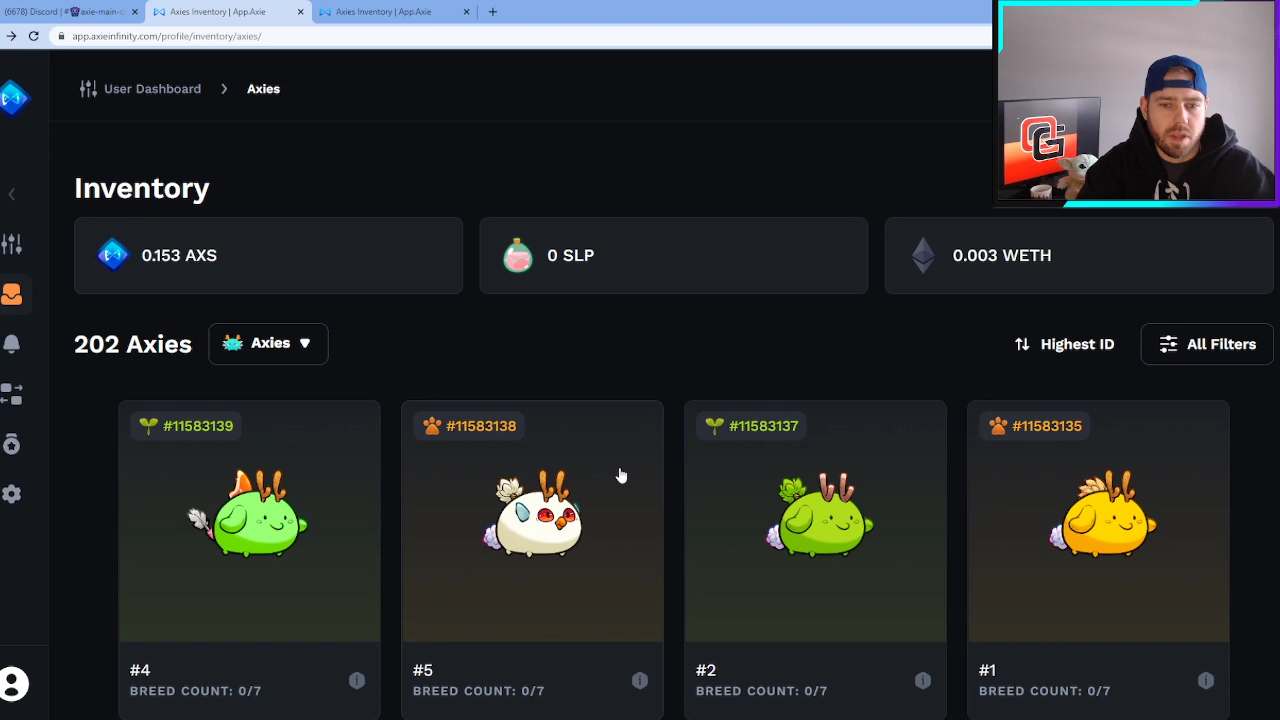 (6678) Discord | #axie-main-c
Axies Inventory | App.Axie
Axies Inventory | App.Axie
app.axieinfinity.com/profile/inventory/axies/
User Dashboard > Axies
Inventory
0.153 AXS
0 SLP
0.003 WETH
202 Axies
Axies
Highest ID
All Filters
#11583139
#11583138
#11583137
#11583135
#4
BREED COUNT: 0/7
#5
BREED COUNT: 0/7
#2
BREED COUNT: 0/7
#1
BREED COUNT: 0/7